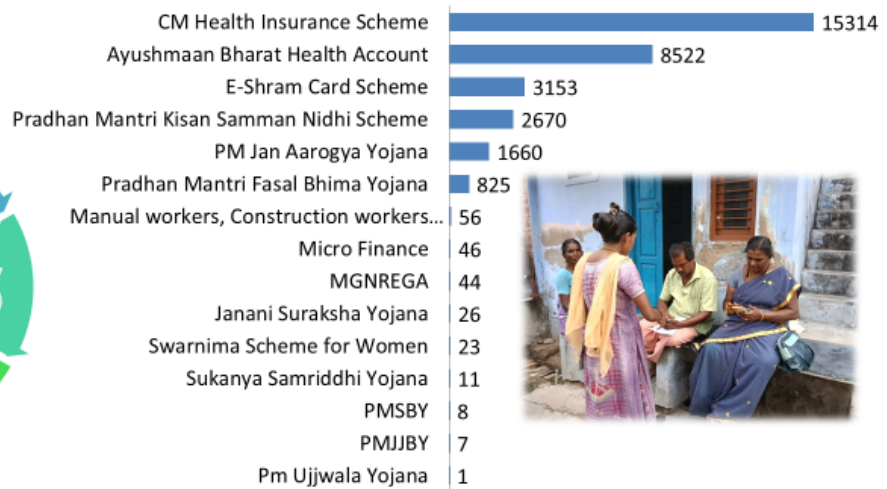 CM Health Insurance Scheme 15314
Ayushmaan Bharat Health Account 8522
E-Shram Card Scheme 3153
Pradhan Mantri Kisan Samman Nidhi Scheme 2670
PM Jan Aarogya Yojana 1660
Pradhan Mantri Fasal Bhima Yojana 825
Manual workers, Construction workers... 56
Micro Finance 46
MGNREGA 44
Janani Suraksha Yojana 26
Swarnima Scheme for Women 23
Sukanya Samriddhi Yojana 11
PMSBY 8
PMJJBY 7
Pm Ujjwala Yojana 1